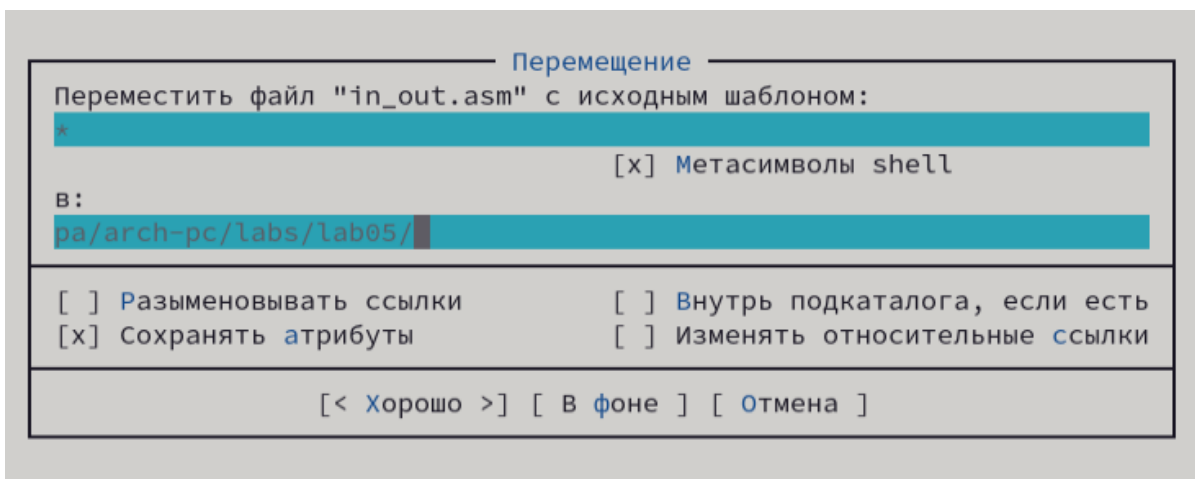 Перемещение
Переместить файл "in_out.asm" с исходным шаблоном:
*
[x] Метасимволы shell
в:
pa/arch-pc/labs/lab05/
[ ] Разыменовывать ссылки [ ] Внутрь подкаталога, если есть
[x] Сохранять атрибуты [ ] Изменять относительные ссылки
[< Хорошо >] [ В фоне ] [ Отмена ]